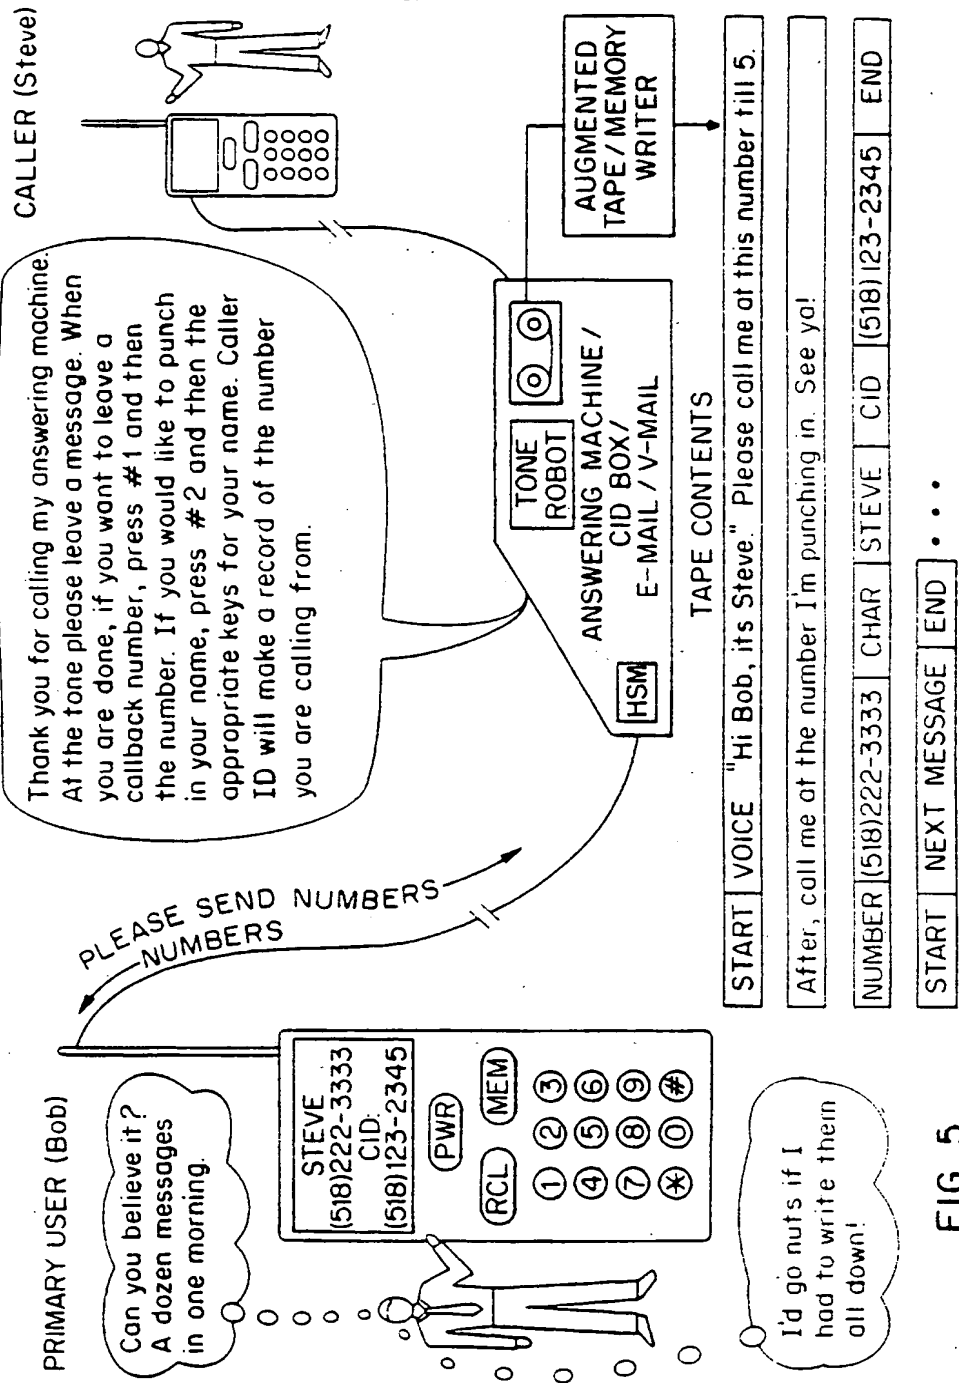 PRIMARY USER (Bob)
Can you believe it?
A dozen messages
in one morning.
I'd go nuts if I
had to write them
all down!
STEVE
(518)222-3333
CID:
(518)123-2345
PWR
RCL
MEM
1 2 3
4 5 6
7 8 9
* 0 #
PLEASE SEND NUMBERS
NUMBERS
Thank you for calling my answering machine.
At the tone please leave a message. When
you are done, if you want to leave a
callback number, press #1 and then
the number. If you would like to punch
in your name, press #2 and then the
appropriate keys for your name. Caller
ID will make a record of the number
you are calling from.
CALLER (Steve)
TONE
ROBOT
ANSWERING MACHINE/
CID BOX/
E-MAIL/V-MAIL
HSM
AUGMENTED
TAPE/MEMORY
WRITER
TAPE CONTENTS
START VOICE "Hi Bob, its Steve." Please call me at this number till 5.
After, call me at the number I'm punching in. See ya!
NUMBER (518)222-3333 CHAR STEVE CID (518)123-2345 END
START NEXT MESSAGE END • • •
FIG. 5